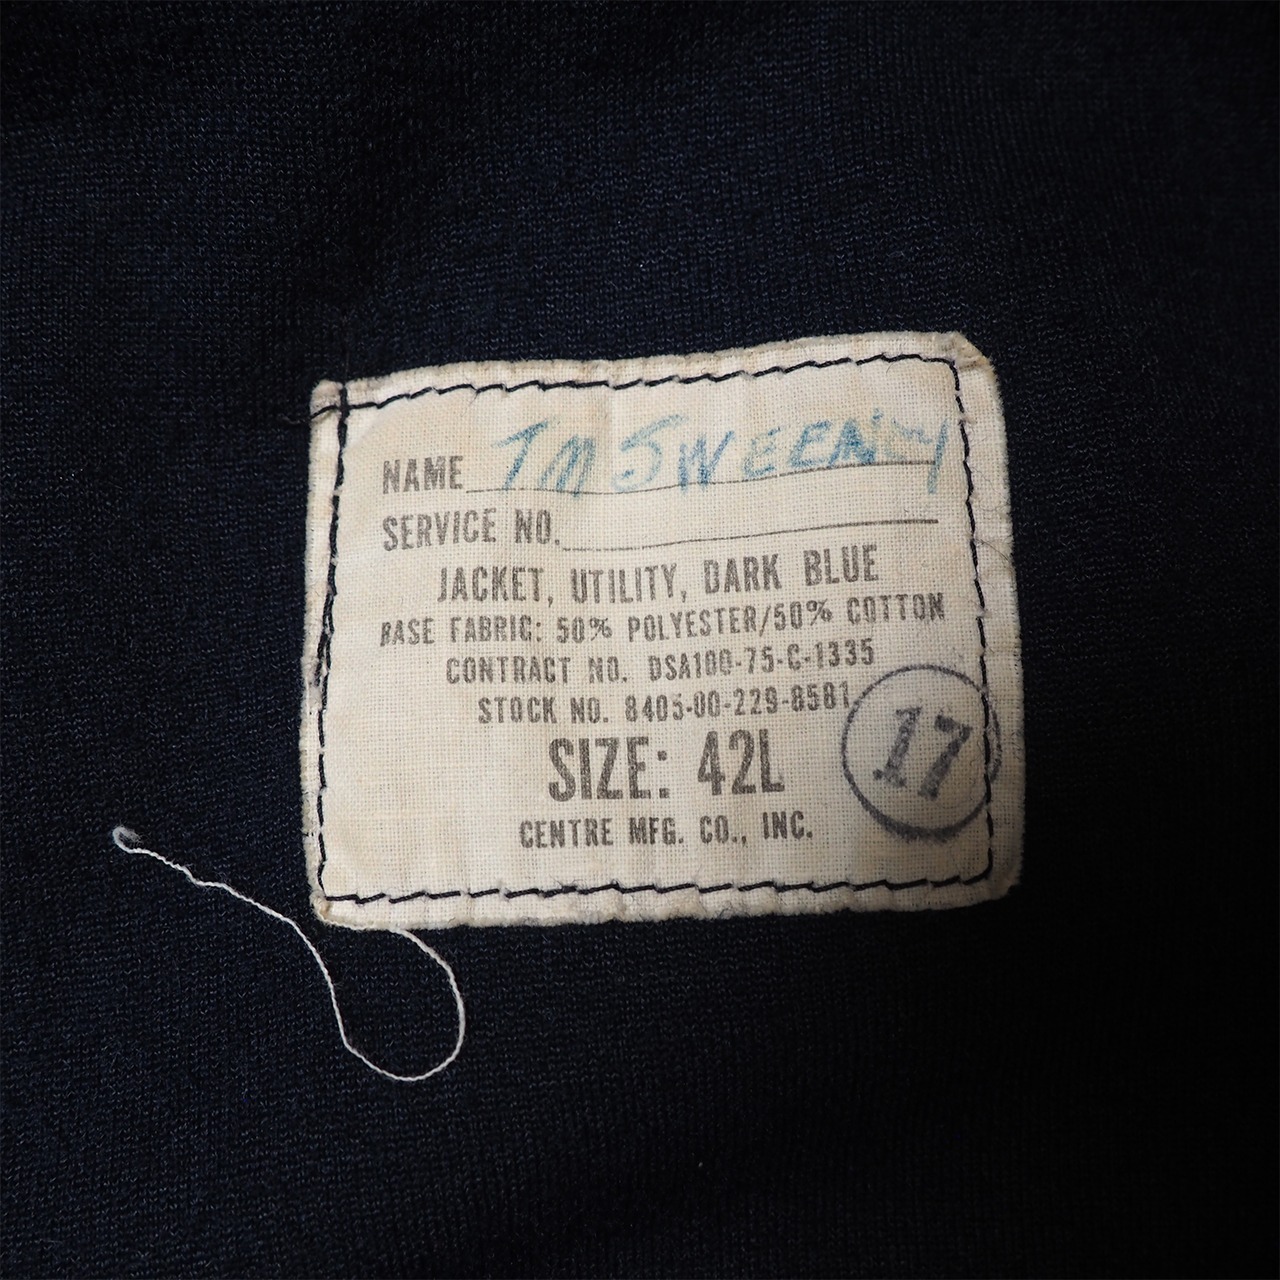 NAME TM SWEENEY
SERVICE NO.
JACKET, UTILITY, DARK BLUE
BASE FABRIC: 50% POLYESTER/50% COTTON
CONTRACT NO. DSA100-75-C-1335
STOCK NO. 8405-00-229-8581
17
SIZE: 42L
CENTRE MFG. CO., INC.